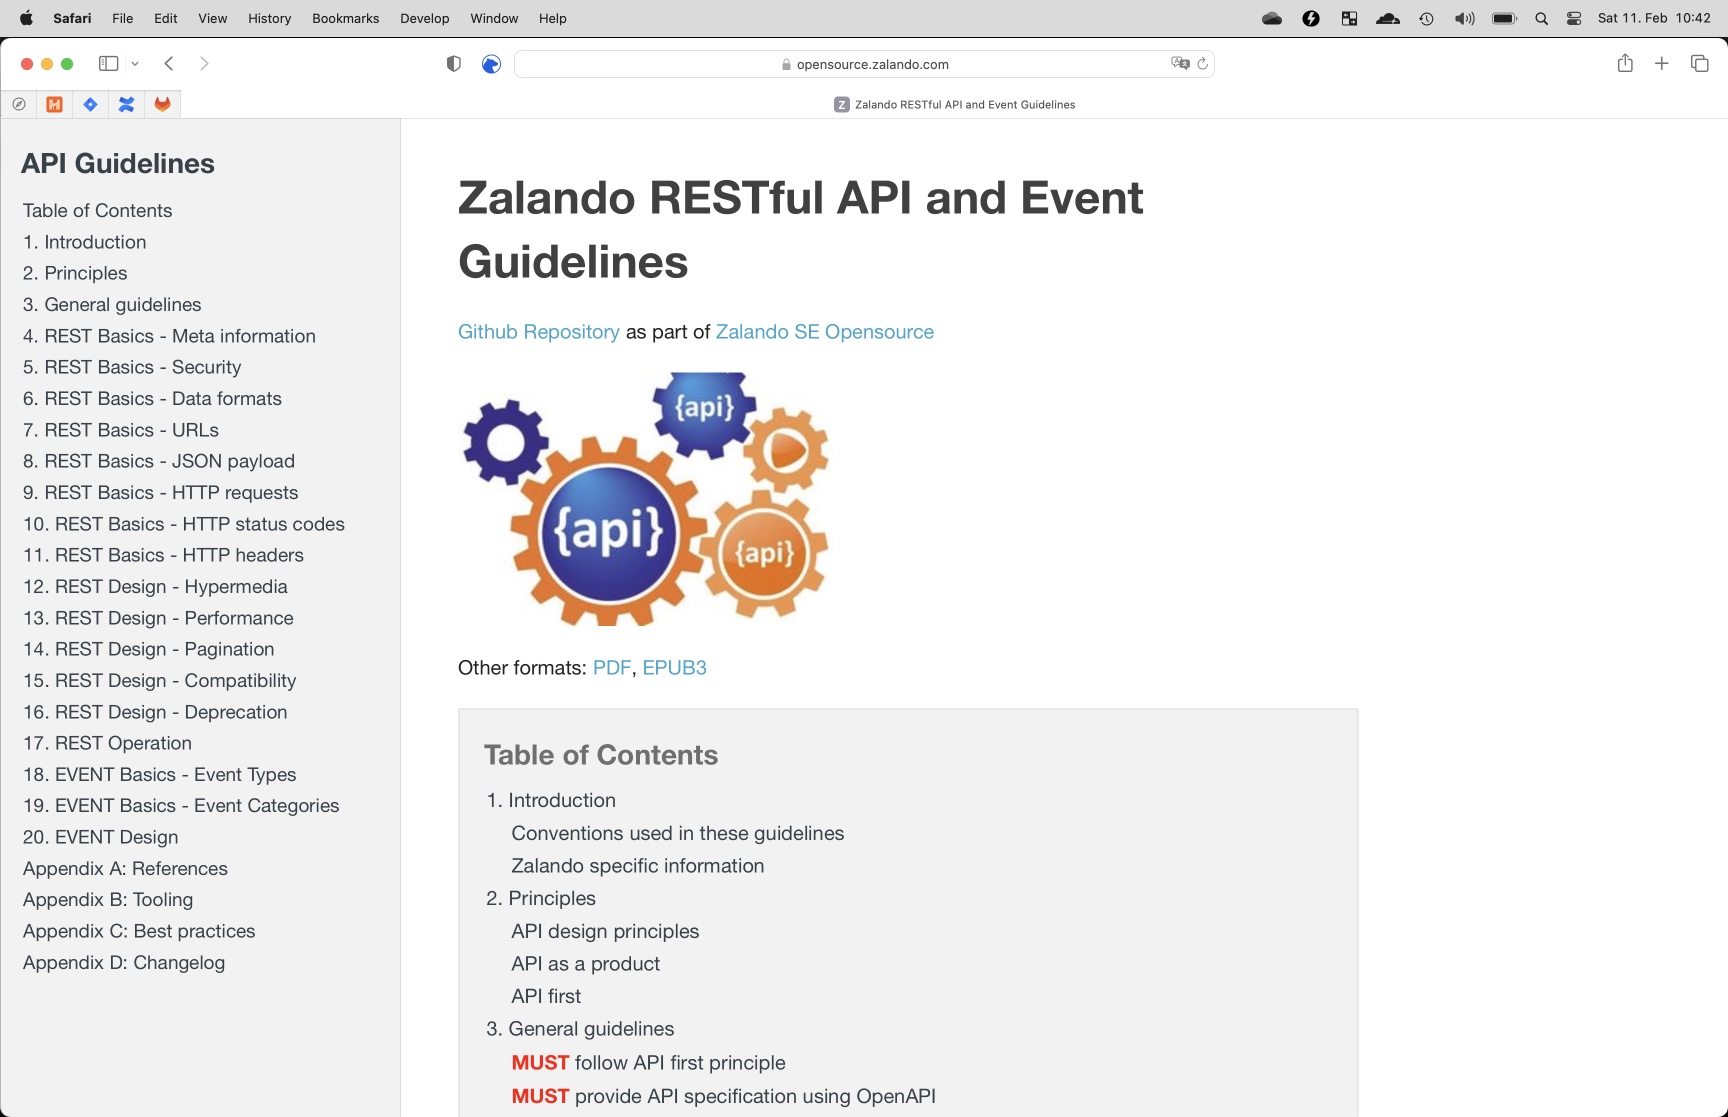 Safari File Edit View History Bookmarks Develop Window Help Sat 11. Feb 10:42
opensource.zalando.com
Z Zalando RESTful API and Event Guidelines
API Guidelines
Table of Contents
1. Introduction
2. Principles
3. General guidelines
4. REST Basics - Meta information
5. REST Basics - Security
6. REST Basics - Data formats
7. REST Basics - URLs
8. REST Basics - JSON payload
9. REST Basics - HTTP requests
10. REST Basics - HTTP status codes
11. REST Basics - HTTP headers
12. REST Design - Hypermedia
13. REST Design - Performance
14. REST Design - Pagination
15. REST Design - Compatibility
16. REST Design - Deprecation
17. REST Operation
18. EVENT Basics - Event Types
19. EVENT Basics - Event Categories
20. EVENT Design
Appendix A: References
Appendix B: Tooling
Appendix C: Best practices
Appendix D: Changelog
Zalando RESTful API and Event
Guidelines
Github Repository as part of Zalando SE Opensource
{api}
{api}
{api}
Other formats: PDF, EPUB3
Table of Contents
1. Introduction
Conventions used in these guidelines
Zalando specific information
2. Principles
API design principles
API as a product
API first
3. General guidelines
MUST follow API first principle
MUST provide API specification using OpenAPI